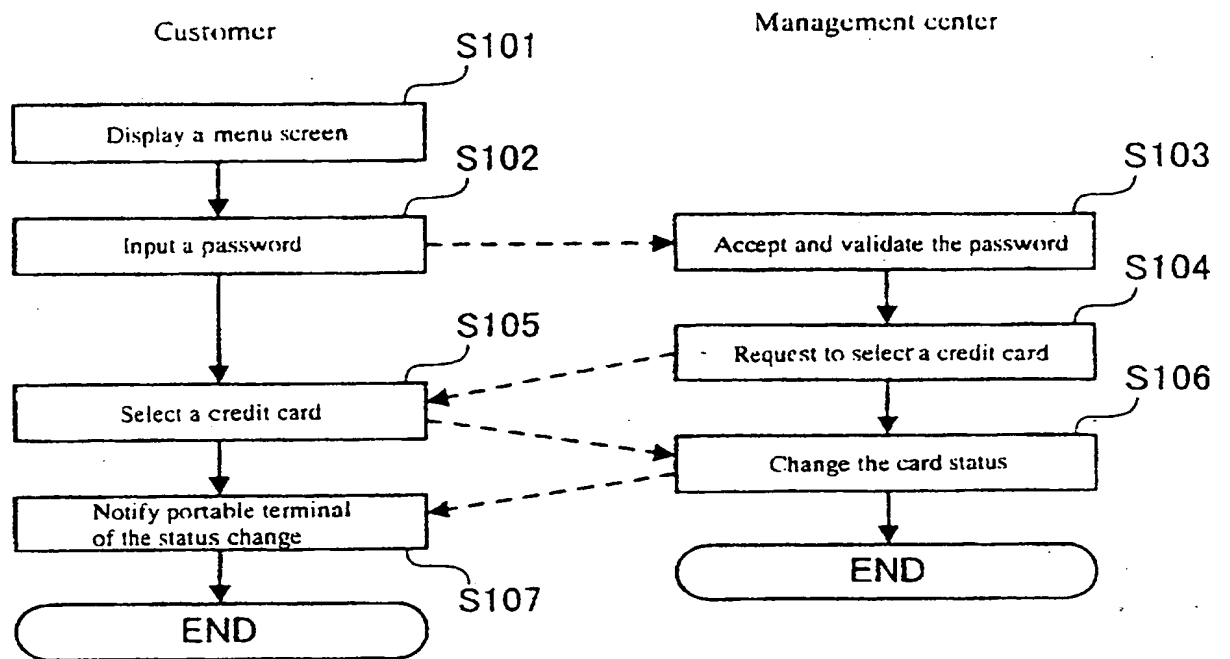 Customer
Management center
S101
Display a menu screen
S102
Input a password
S103
Accept and validate the password
S104
Request to select a credit card
S105
Select a credit card
S106
Change the card status
Notify portable terminal
of the status change
S107
END
END